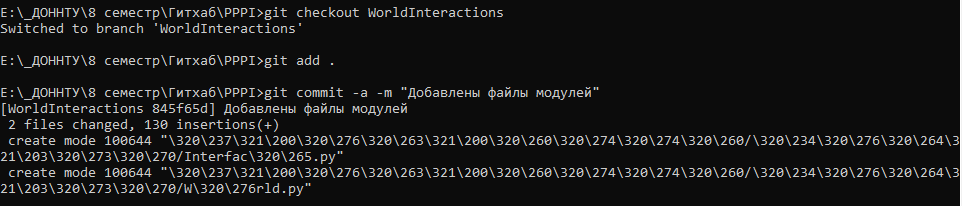 E:\_ДОННТУ\8 семестр\Гитхаб\PPPI>git checkout WorldInteractions
Switched to branch 'WorldInteractions'
E:\_ДОННТУ\8 семестр\Гитхаб\PPPI>git add .
E:\_ДОННТУ\8 семестр\Гитхаб\PPPI>git commit -a -m "Добавлены файлы модулей"
[WorldInteractions 845f65d] Добавлены файлы модулей
 2 files changed, 130 insertions(+)
 create mode 100644 "\320\237\321\200\320\276\320\263\321\200\320\260\320\274\320\274\320\260/\320\234\320\276\320\264\3
21\203\320\273\320\270/Interfac\320\265.py"
 create mode 100644 "\320\237\321\200\320\276\320\263\321\200\320\260\320\274\320\274\320\260/\320\234\320\276\320\264\3
21\203\320\273\320\270/W\320\276rld.py"